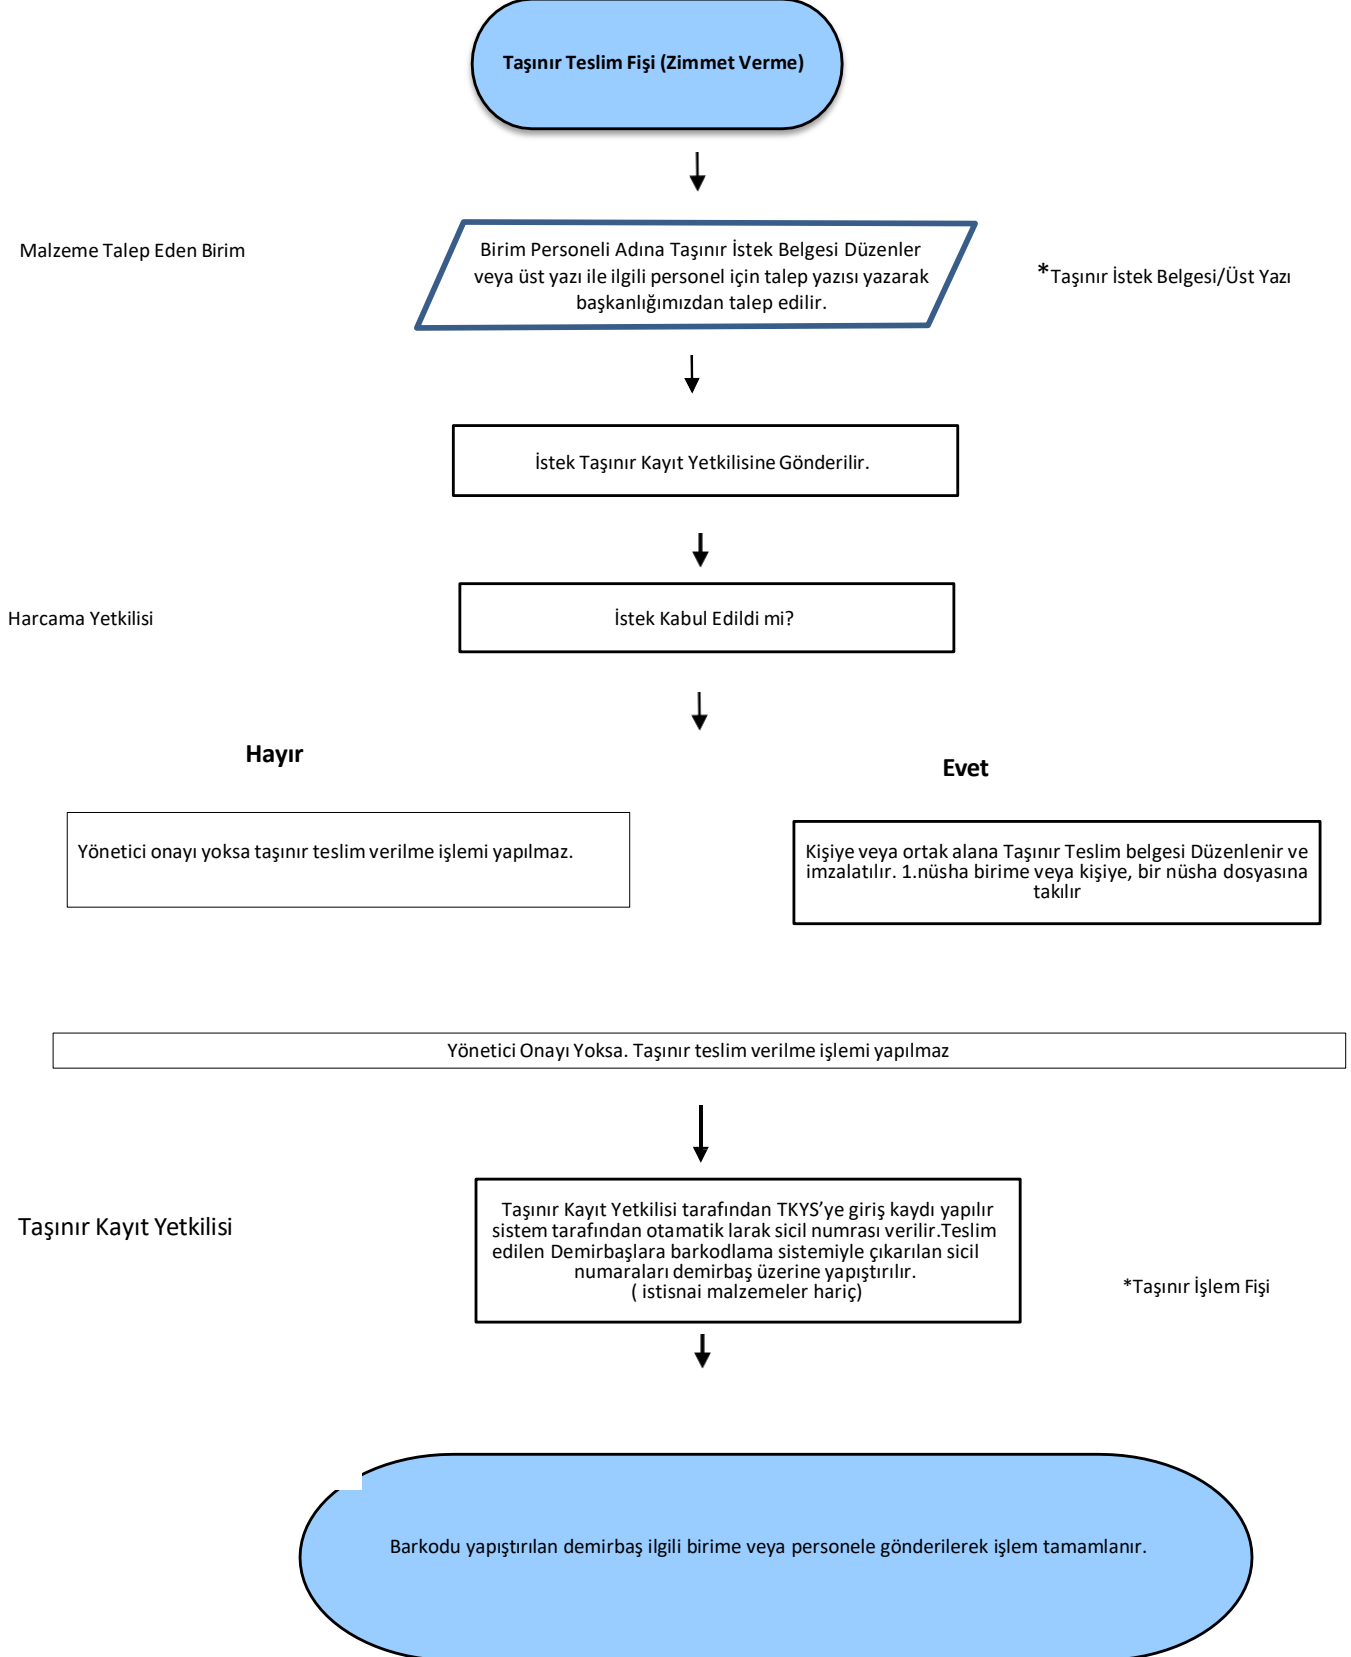 Taşınır Teslim Fişi (Zimmet Verme)
Malzeme Talep Eden Birim
Birim Personeli Adına Taşınır İstek Belgesi Düzenler
veya üst yazı ile ilgili personel için talep yazısı yazarak
başkanlığımızdan talep edilir.
*Taşınır İstek Belgesi/Üst Yazı
İstek Taşınır Kayıt Yetkilisine Gönderilir.
Harcama Yetkilisi
İstek Kabul Edildi mi?
Hayır
Evet
Yönetici onayı yoksa taşınır teslim verilme işlemi yapılmaz.
Kişiye veya ortak alana Taşınır Teslim belgesi Düzenlenir ve
imzalatılır. 1.nüsha birime veya kişiye, bir nüsha dosyasına
takılır
Yönetici Onayı Yoksa. Taşınır teslim verilme işlemi yapılmaz
Taşınır Kayıt Yetkilisi
Taşınır Kayıt Yetkilisi tarafından TKYS’ye giriş kaydı yapılır
sistem tarafından otamatik larak sicil numrası verilir.Teslim
edilen Demirbaşlara barkodlama sistemiyle çıkarılan sicil
numaraları demirbaş üzerine yapıştırılır.
( istisnai malzemeler hariç)
*Taşınır İşlem Fişi
Barkodu yapıştırılan demirbaş ilgili birime veya personele gönderilerek işlem tamamlanır.